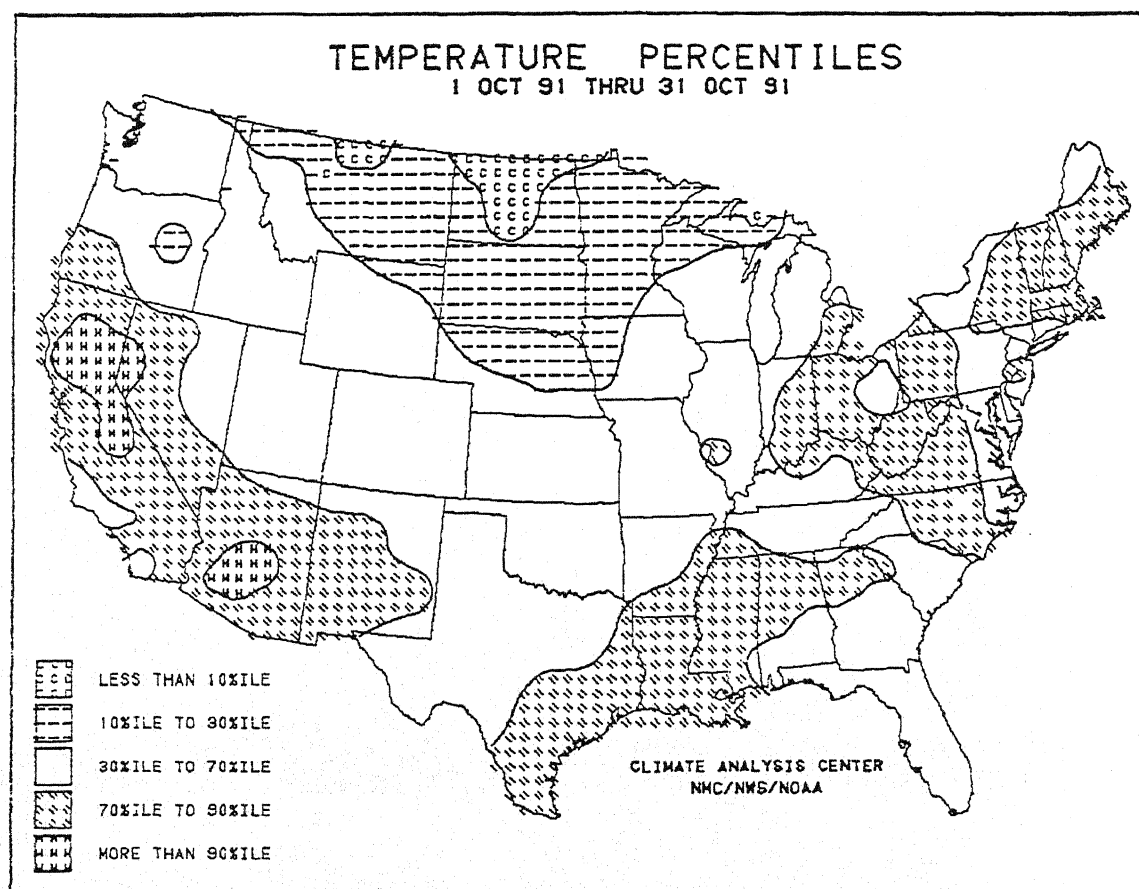 TEMPERATURE PERCENTILES
1 OCT 91 THRU 31 OCT 91
LESS THAN 10%ILE
10%ILE TO 30%ILE
30%ILE TO 70%ILE
70%ILE TO 90%ILE
MORE THAN 90%ILE
CLIMATE ANALYSIS CENTER
NMC/NWS/NOAA